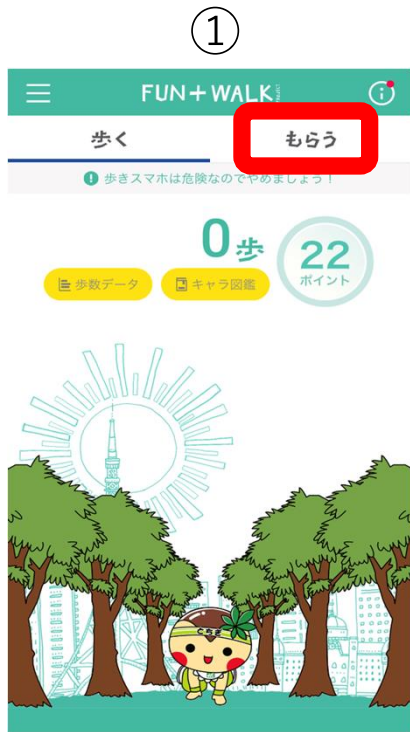 ①
FUN+WALK
歩く
もらう
歩きスマホは危険なのでやめましょう!
0歩
22
ポイント
歩数データ
キャラ図鑑